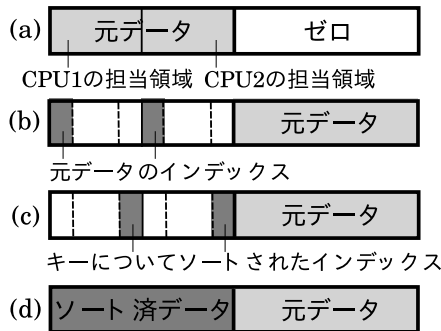 (a) 元データ ゼロ
CPU1の担当領域 CPU2の担当領域
(b) 元データ
元データのインデックス
(c) 元データ
キーについてソートされたインデックス
(d) ソート済データ 元データ